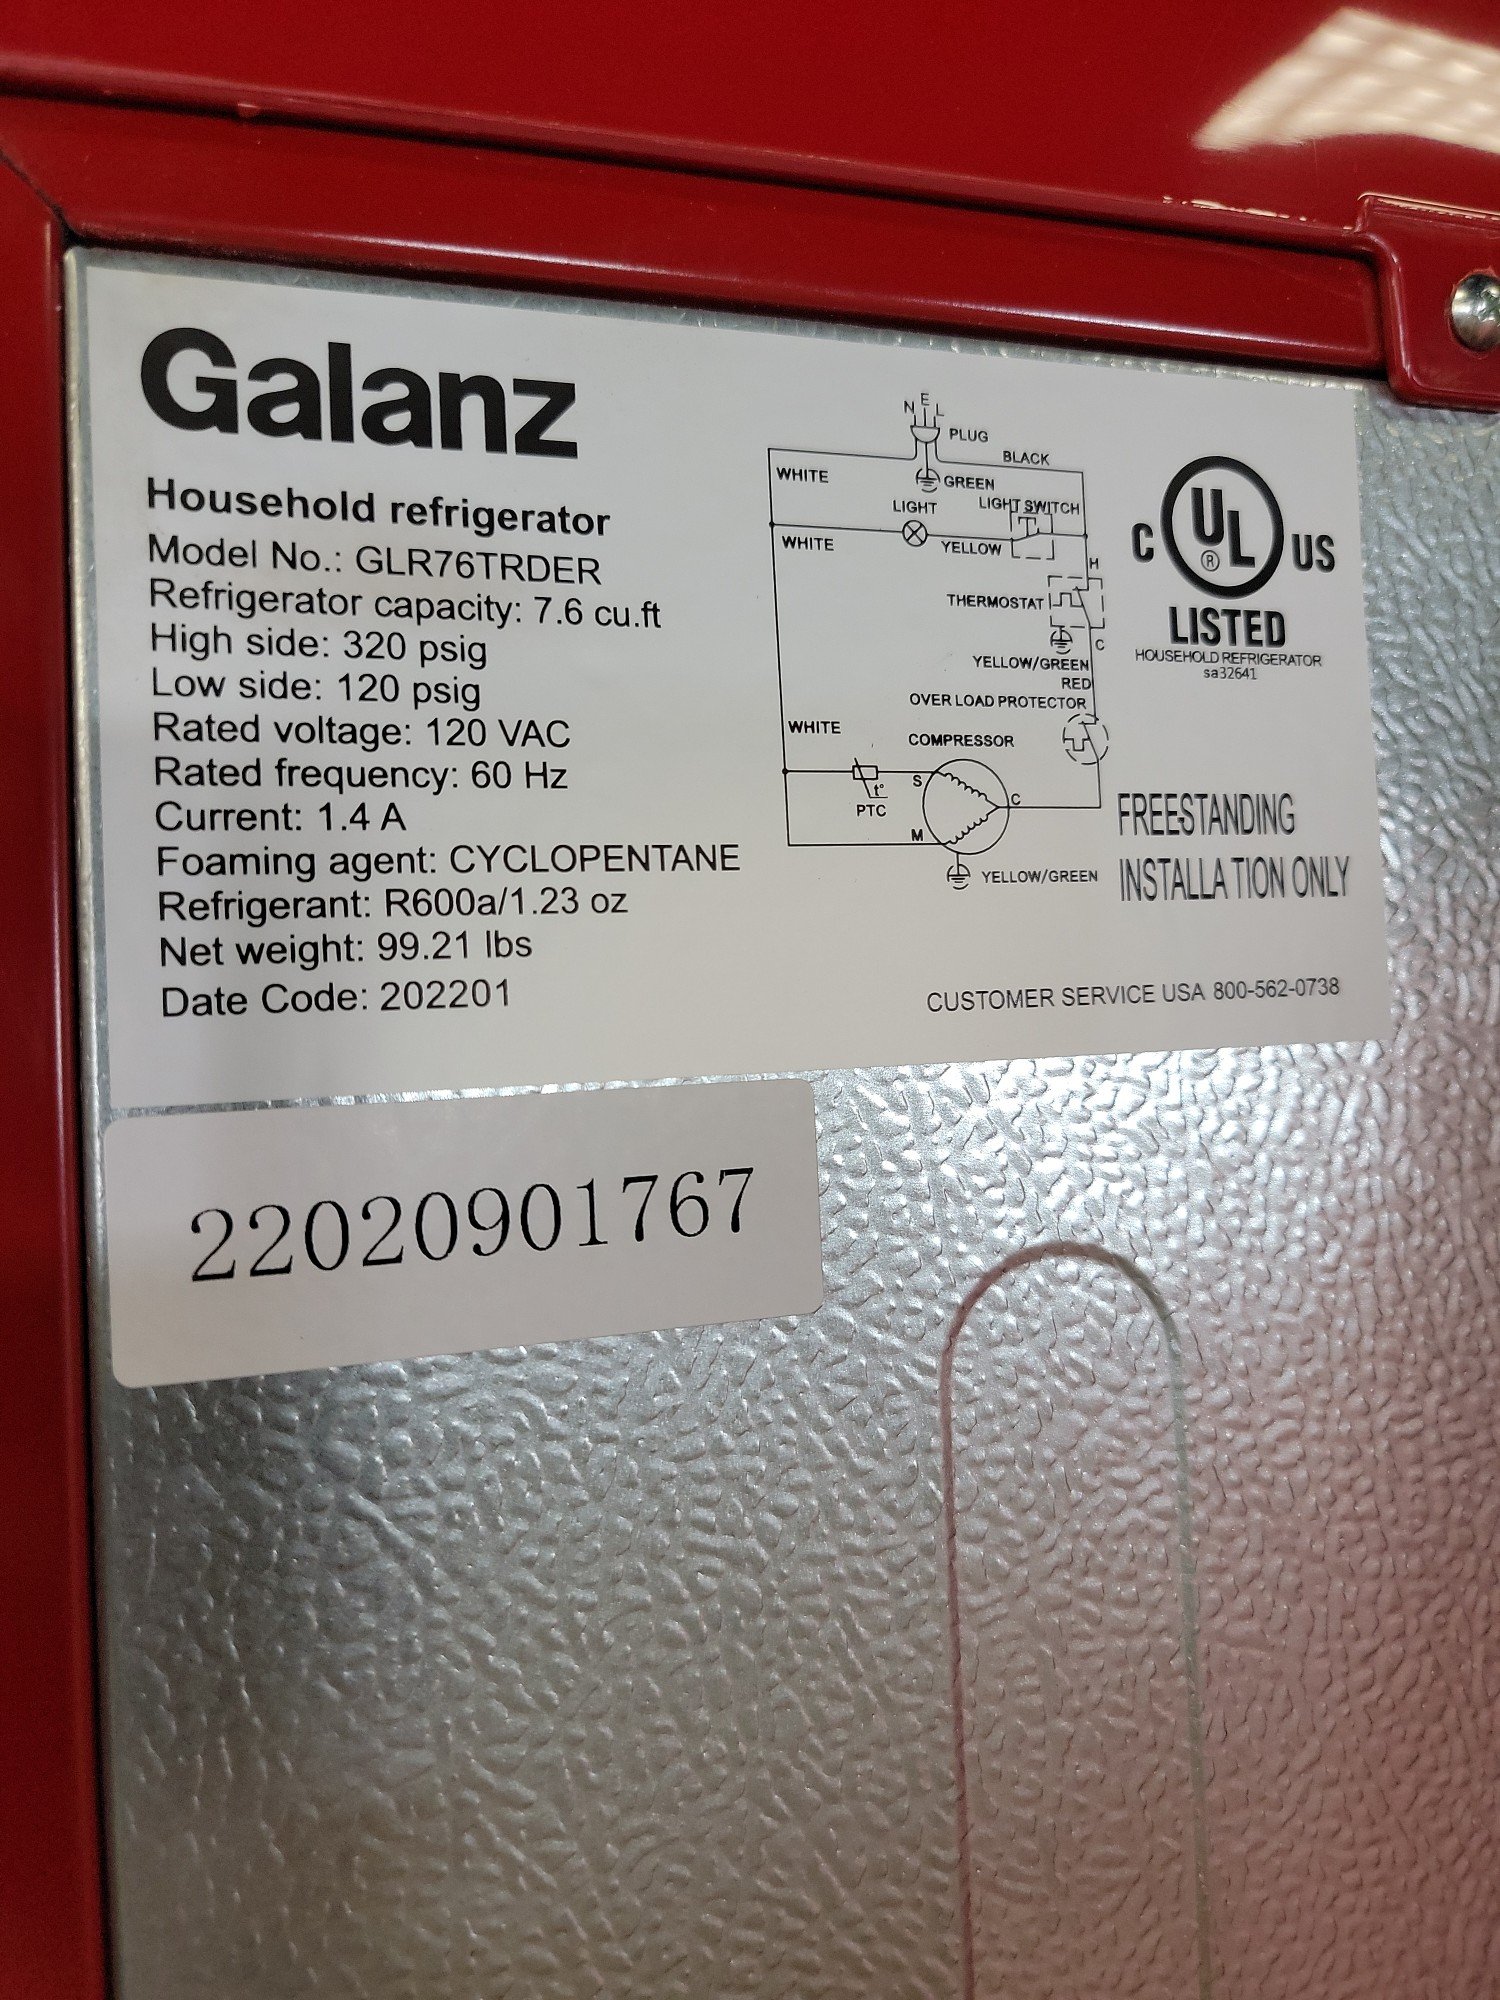 Galanz
Household refrigerator
Model No.: GLR76TRDER
Refrigerator capacity: 7.6 cu.ft
High side: 320 psig
Low side: 120 psig
Rated voltage: 120 VAC
Rated frequency: 60 Hz
Current: 1.4 A
Foaming agent: CYCLOPENTANE
Refrigerant: R600a/1.23 oz
Net weight: 99.21 lbs
Date Code: 202201
N E L
PLUG
BLACK
WHITE
GREEN
LIGHT
LIGHT SWITCH
WHITE
YELLOW
H
THERMOSTAT
C
YELLOW/GREEN
RED
OVER LOAD PROTECTOR
WHITE
COMPRESSOR
S
t°
C
PTC
M
YELLOW/GREEN
C UL ® US
LISTED
HOUSEHOLD REFRIGERATOR
sa32641
FREESTANDING
INSTALLATION ONLY
CUSTOMER SERVICE USA 800-562-0738
22020901767